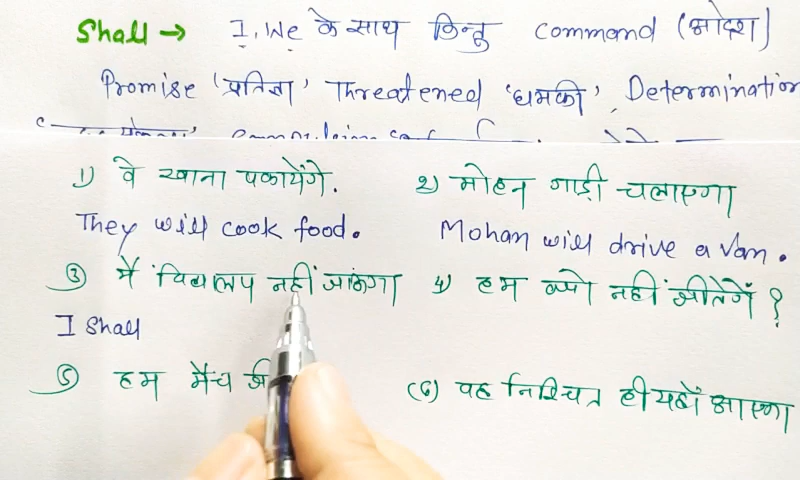 Shall → I, We के साथ किन्तु Command (आदेश)
Promise 'प्रतिज्ञा' Threatened 'धमकी', Determination
1) वे खाना पकायेंगे.
They will cook food.
2) मोहन गाड़ी चलाएगा
Mohan will drive a van.
(3) मैं विद्यालय नहीं जाऊंगा
I shall
4) हम क्यो नहीं जीतेगें ?
(5) हम मैच
(6) वह निश्चित ही यहाँ आएगा